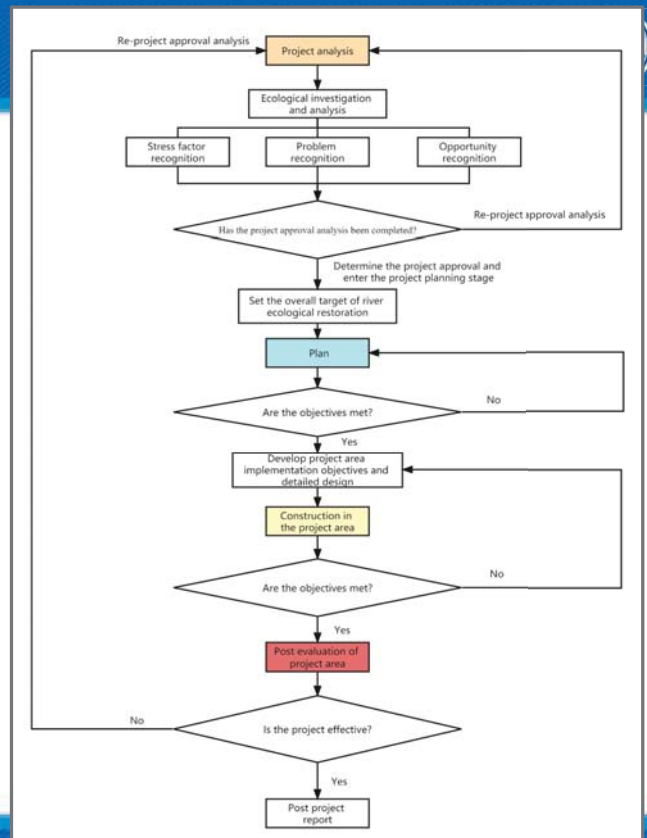 Re-project approval analysis
Project analysis
Ecological investigation
and analysis
Stress factor
recognition
Problem
recognition
Opportunity
recognition
Has the project approval analysis been completed?
Re-project approval analysis
Determine the project approval and
enter the project planning stage
Set the overall target of river
ecological restoration
Plan
Are the objectives met?
No
Yes
Develop project area
implementation objectives and
detailed design
Construction in
the project area
Are the objectives met?
No
Yes
Post evaluation of
project area
No
Is the project effective?
Yes
Post project
report